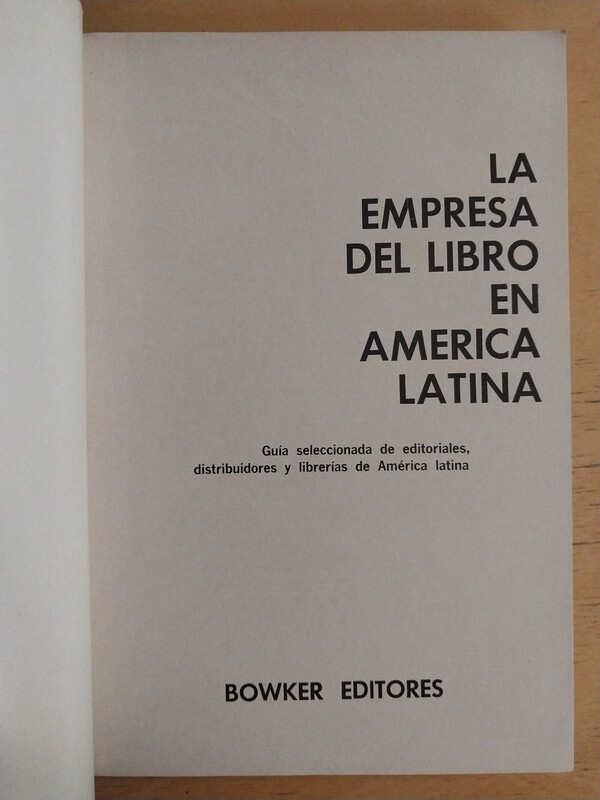 LA
EMPRESA
DEL LIBRO
EN
AMERICA
LATINA
Guía seleccionada de editoriales,
distribuidores y librerías de América latina
BOWKER EDITORES